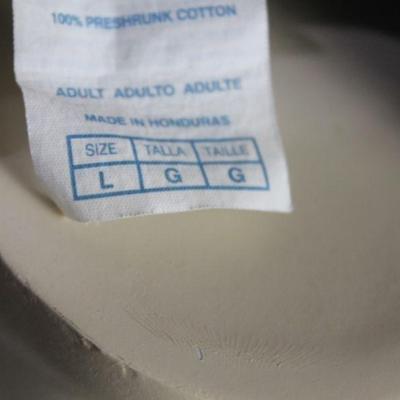 100% PRESHRUNK COTTON
ADULT ADULTO ADULTE
MADE IN HONDURAS
SIZE TALLA TAILLE
L G G